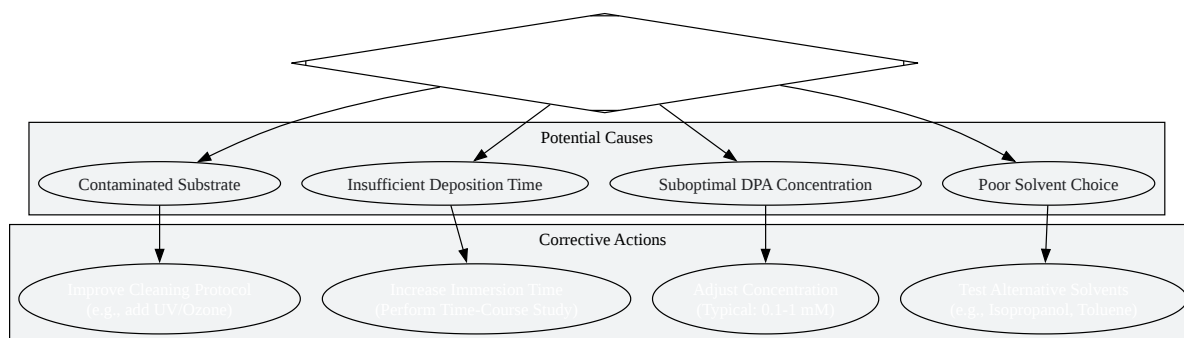 Potential Causes
Contaminated Substrate
Insufficient Deposition Time
Suboptimal DPA Concentration
Poor Solvent Choice
Corrective Actions
Improve Cleaning Protocol
(e.g., add UV/Ozone)
Increase Immersion Time
(Perform Time-Course Study)
Adjust Concentration
(Typical: 0.1-1 mM)
Test Alternative Solvents
(e.g., Isopropanol, Toluene)